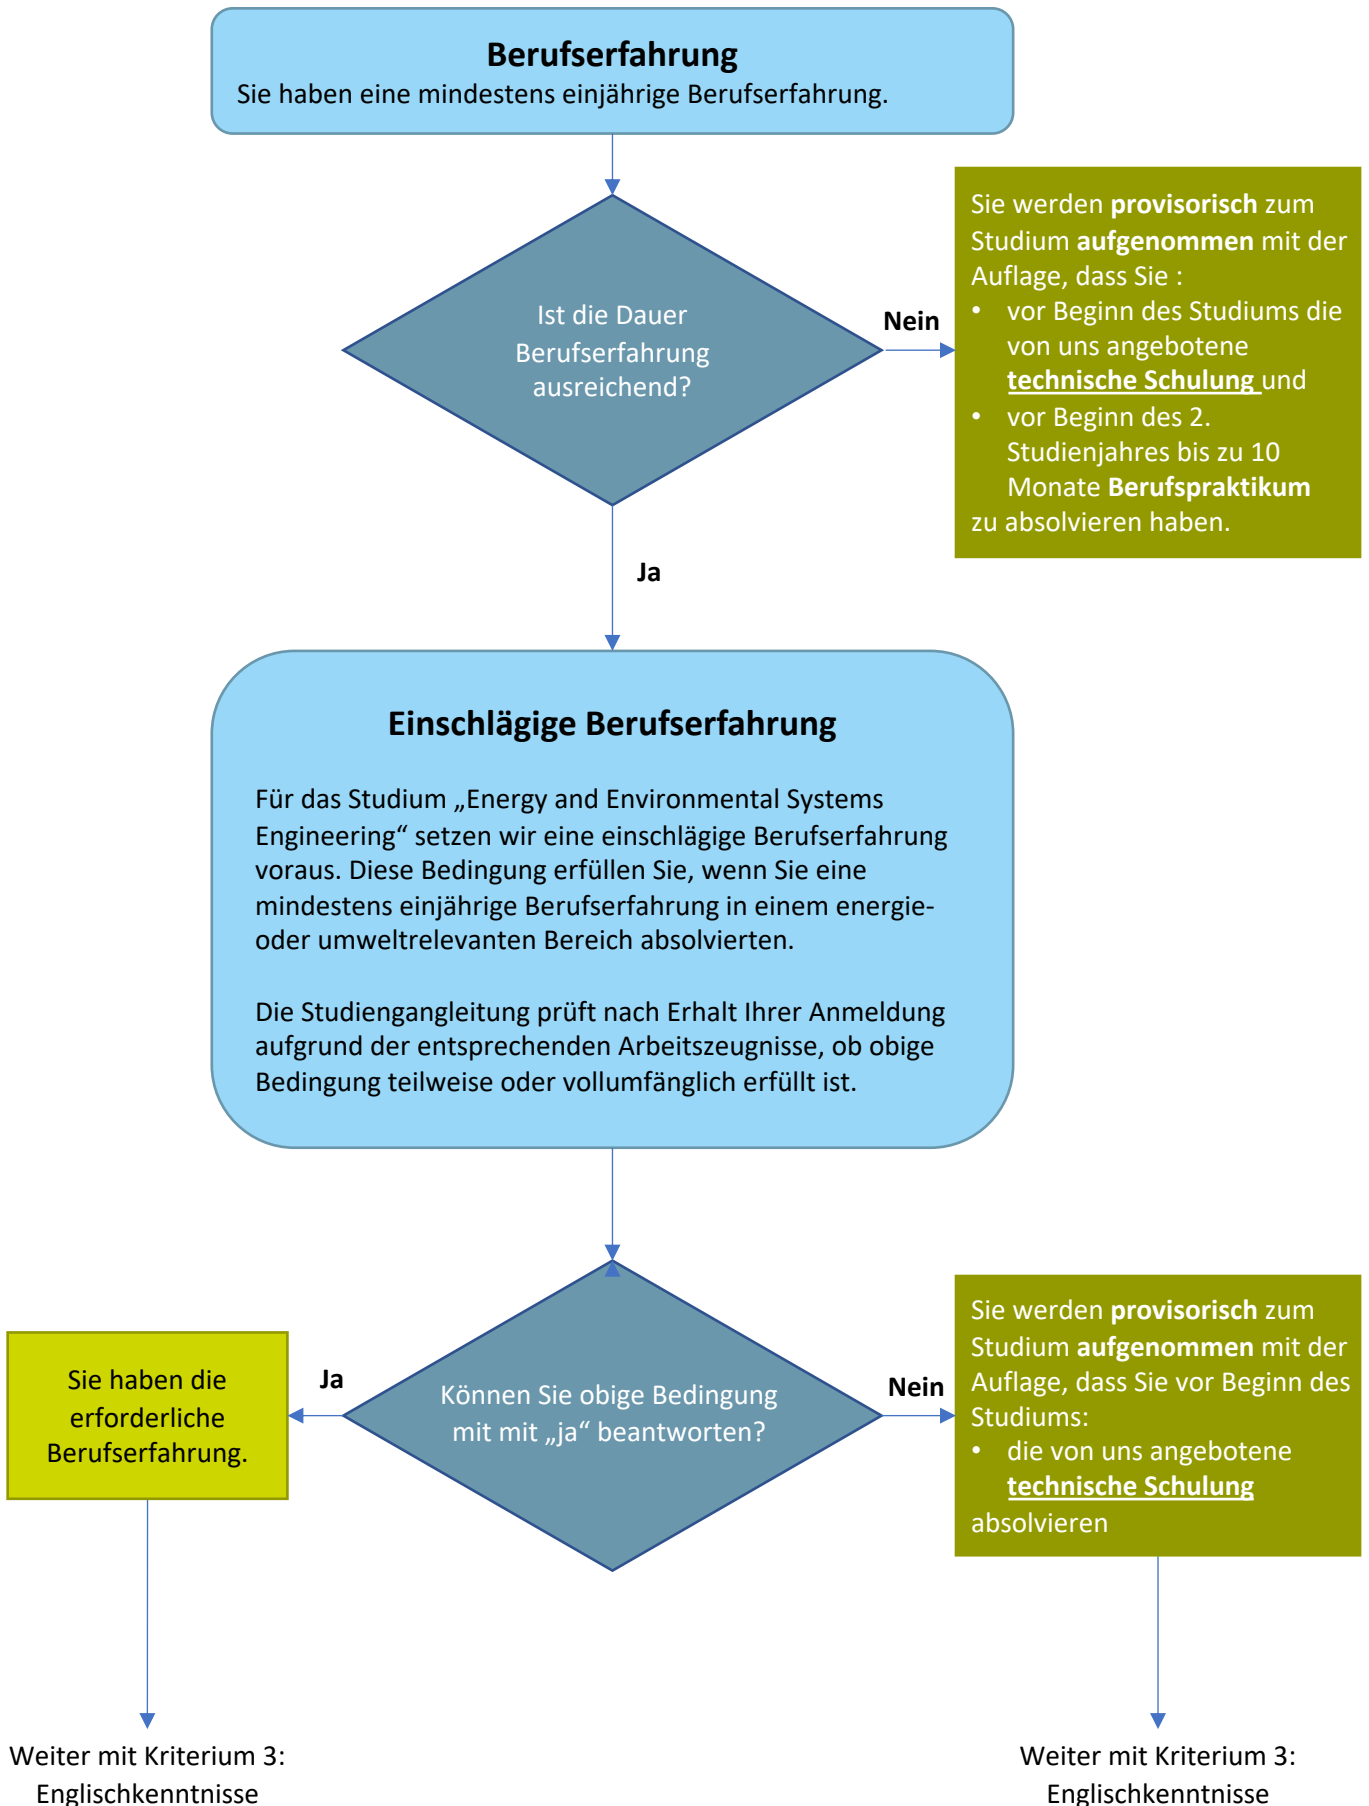 Berufserfahrung
Sie haben eine mindestens einjährige Berufserfahrung.
Ist die Dauer
Berufserfahrung
ausreichend?
Nein
Sie werden provisorisch zum
Studium aufgenommen mit der
Auflage, dass Sie :
• vor Beginn des Studiums die
von uns angebotene
technische Schulung und
• vor Beginn des 2.
Studienjahres bis zu 10
Monate Berufspraktikum
zu absolvieren haben.
Ja
Einschlägige Berufserfahrung
Für das Studium „Energy and Environmental Systems
Engineering“ setzen wir eine einschlägige Berufserfahrung
voraus. Diese Bedingung erfüllen Sie, wenn Sie eine
mindestens einjährige Berufserfahrung in einem energie-
oder umweltrelevanten Bereich absolvierten.
Die Studiengangleitung prüft nach Erhalt Ihrer Anmeldung
aufgrund der entsprechenden Arbeitszeugnisse, ob obige
Bedingung teilweise oder vollumfänglich erfüllt ist.
Können Sie obige Bedingung
mit mit „ja“ beantworten?
Ja
Sie haben die
erforderliche
Berufserfahrung.
Nein
Sie werden provisorisch zum
Studium aufgenommen mit der
Auflage, dass Sie vor Beginn des
Studiums:
• die von uns angebotene
technische Schulung
absolvieren
Weiter mit Kriterium 3:
Englischkenntnisse
Weiter mit Kriterium 3:
Englischkenntnisse